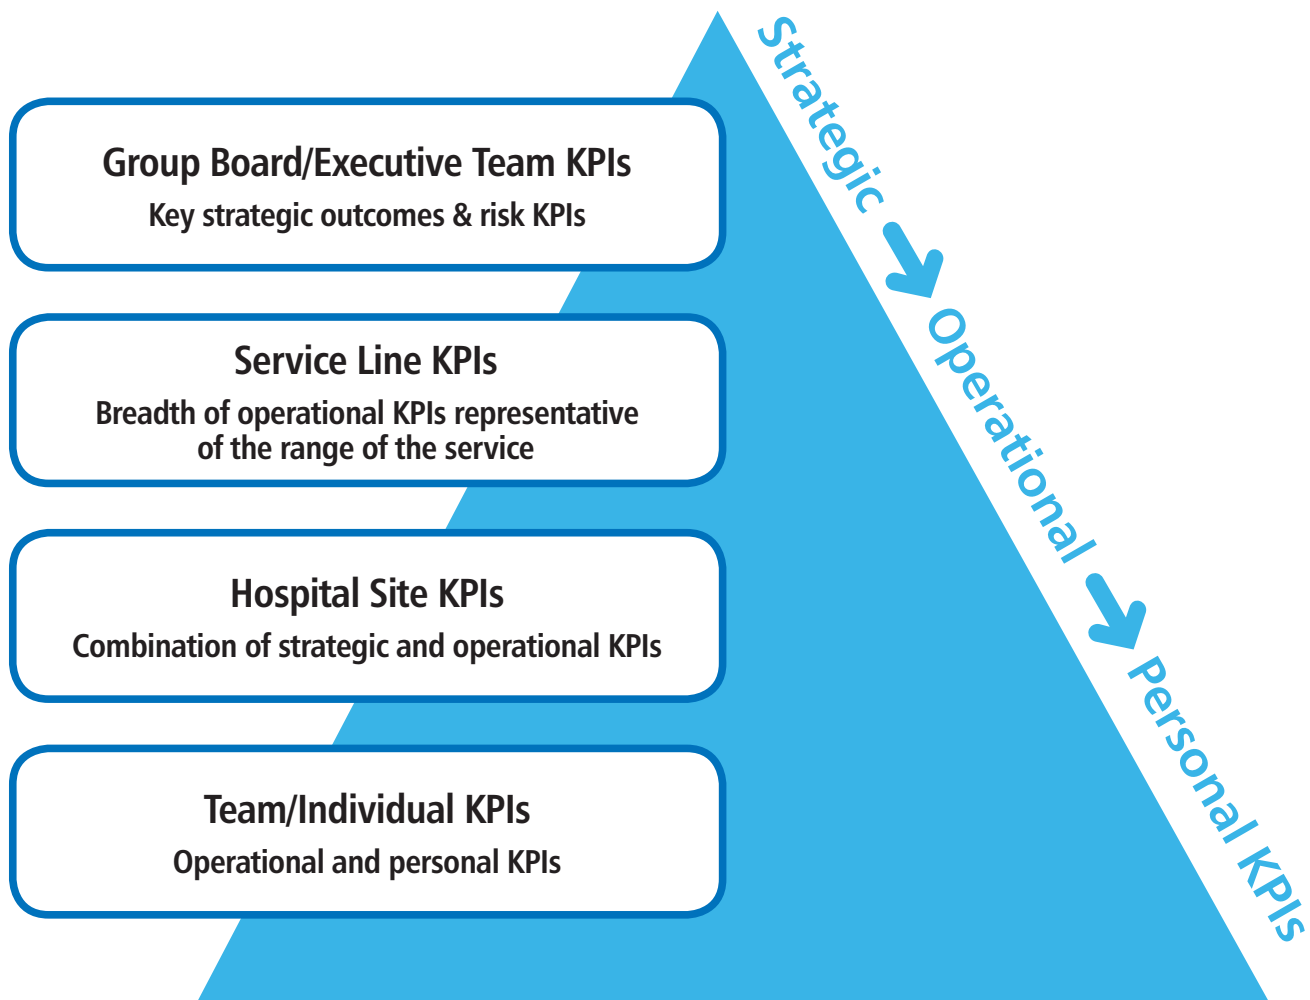 Group Board/Executive Team KPIs
Key strategic outcomes & risk KPIs
Service Line KPIs
Breadth of operational KPIs representative
of the range of the service
Hospital Site KPIs
Combination of strategic and operational KPIs
Team/Individual KPIs
Operational and personal KPIs
Strategic
Operational
Personal KPIs